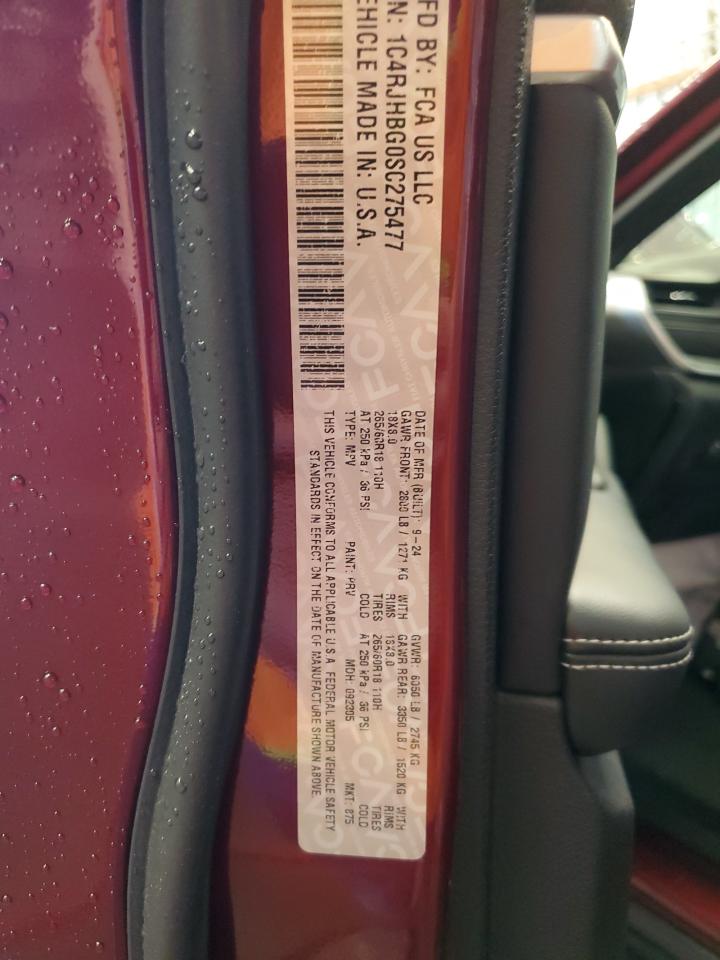 FD BY: FCA US LLC
N: 1C4RJHBG0SC275477
EHICLE MADE IN: U.S.A.
DATE OF MFR (BUILT): 9-24 GVWR: 6050 LB / 2745 KG
GAWR FRONT: 2800 LB / 1271 KG WITH GAWR REAR: 3350 LB / 1520 KG WITH
18X8.0 RIMS 18X8.0 RIMS
265/60R18 110H TIRES 265/60R18 110H TIRES
AT 250 kPa / 36 PSI COLD AT 250 kPa / 36 PSI COLD
TYPE: MPV PAINT: PRV MDH: 092305 MKT: 875
THIS VEHICLE CONFORMS TO ALL APPLICABLE U.S.A. FEDERAL MOTOR VEHICLE SAFETY
STANDARDS IN EFFECT ON THE DATE OF MANUFACTURE SHOWN ABOVE.